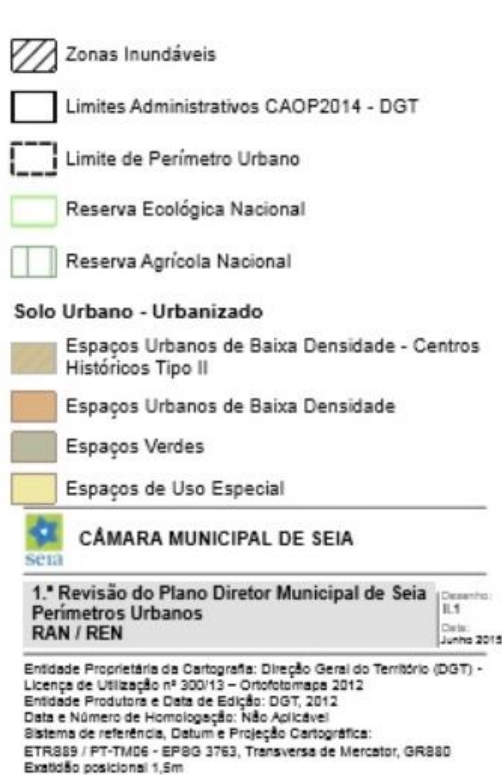 Zonas Inundáveis
Limites Administrativos CAOP2014 - DGT
Limite de Perímetro Urbano
Reserva Ecológica Nacional
Reserva Agrícola Nacional
Solo Urbano - Urbanizado
Espaços Urbanos de Baixa Densidade - Centros
Históricos Tipo II
Espaços Urbanos de Baixa Densidade
Espaços Verdes
Espaços de Uso Especial
seia
CÂMARA MUNICIPAL DE SEIA
1.ª Revisão do Plano Diretor Municipal de Seia
Perímetros Urbanos
RAN / REN
Desenho:
II.1
Data:
Junho 2015
Entidade Proprietária da Cartografia: Direção Geral do Território (DGT) -
Licença de Utilização nº 300/13 – Ortofotomapa 2012
Entidade Produtora e Data de Edição: DGT, 2012
Data e Número de Homologação: Não Aplicável
Sistema de referência, Datum e Projeção Cartográfica:
ETRS89 / PT-TM06 - EPSG 3763, Transversa de Mercator, GRS80
Exatidão posicional 1,5m